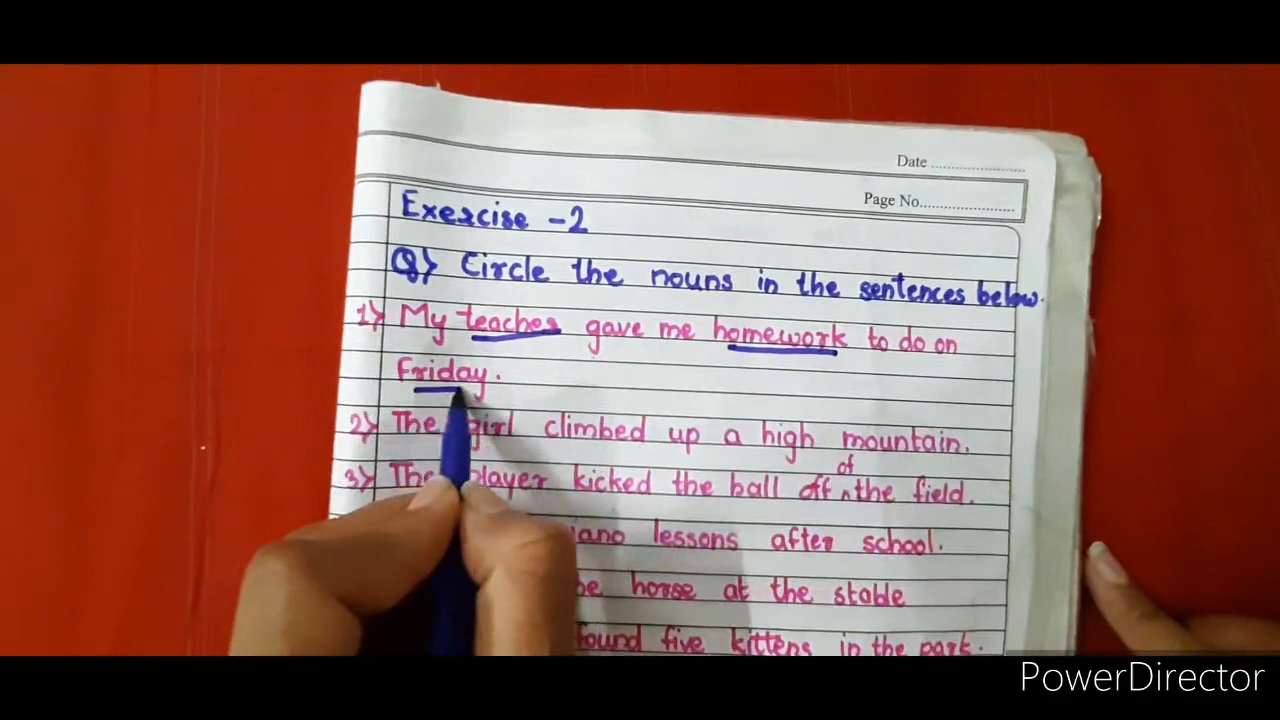 Date ....................
Page No......................
Exercise -2
Q) Circle the nouns in the sentences below.
1) My teacher gave me homework to do on
Friday.
2) The girl climbed up a high mountain.
of
3) The player kicked the ball off ^ the field.
lessons after school.
horse at the stable
found five kittens in the park.
PowerDirector